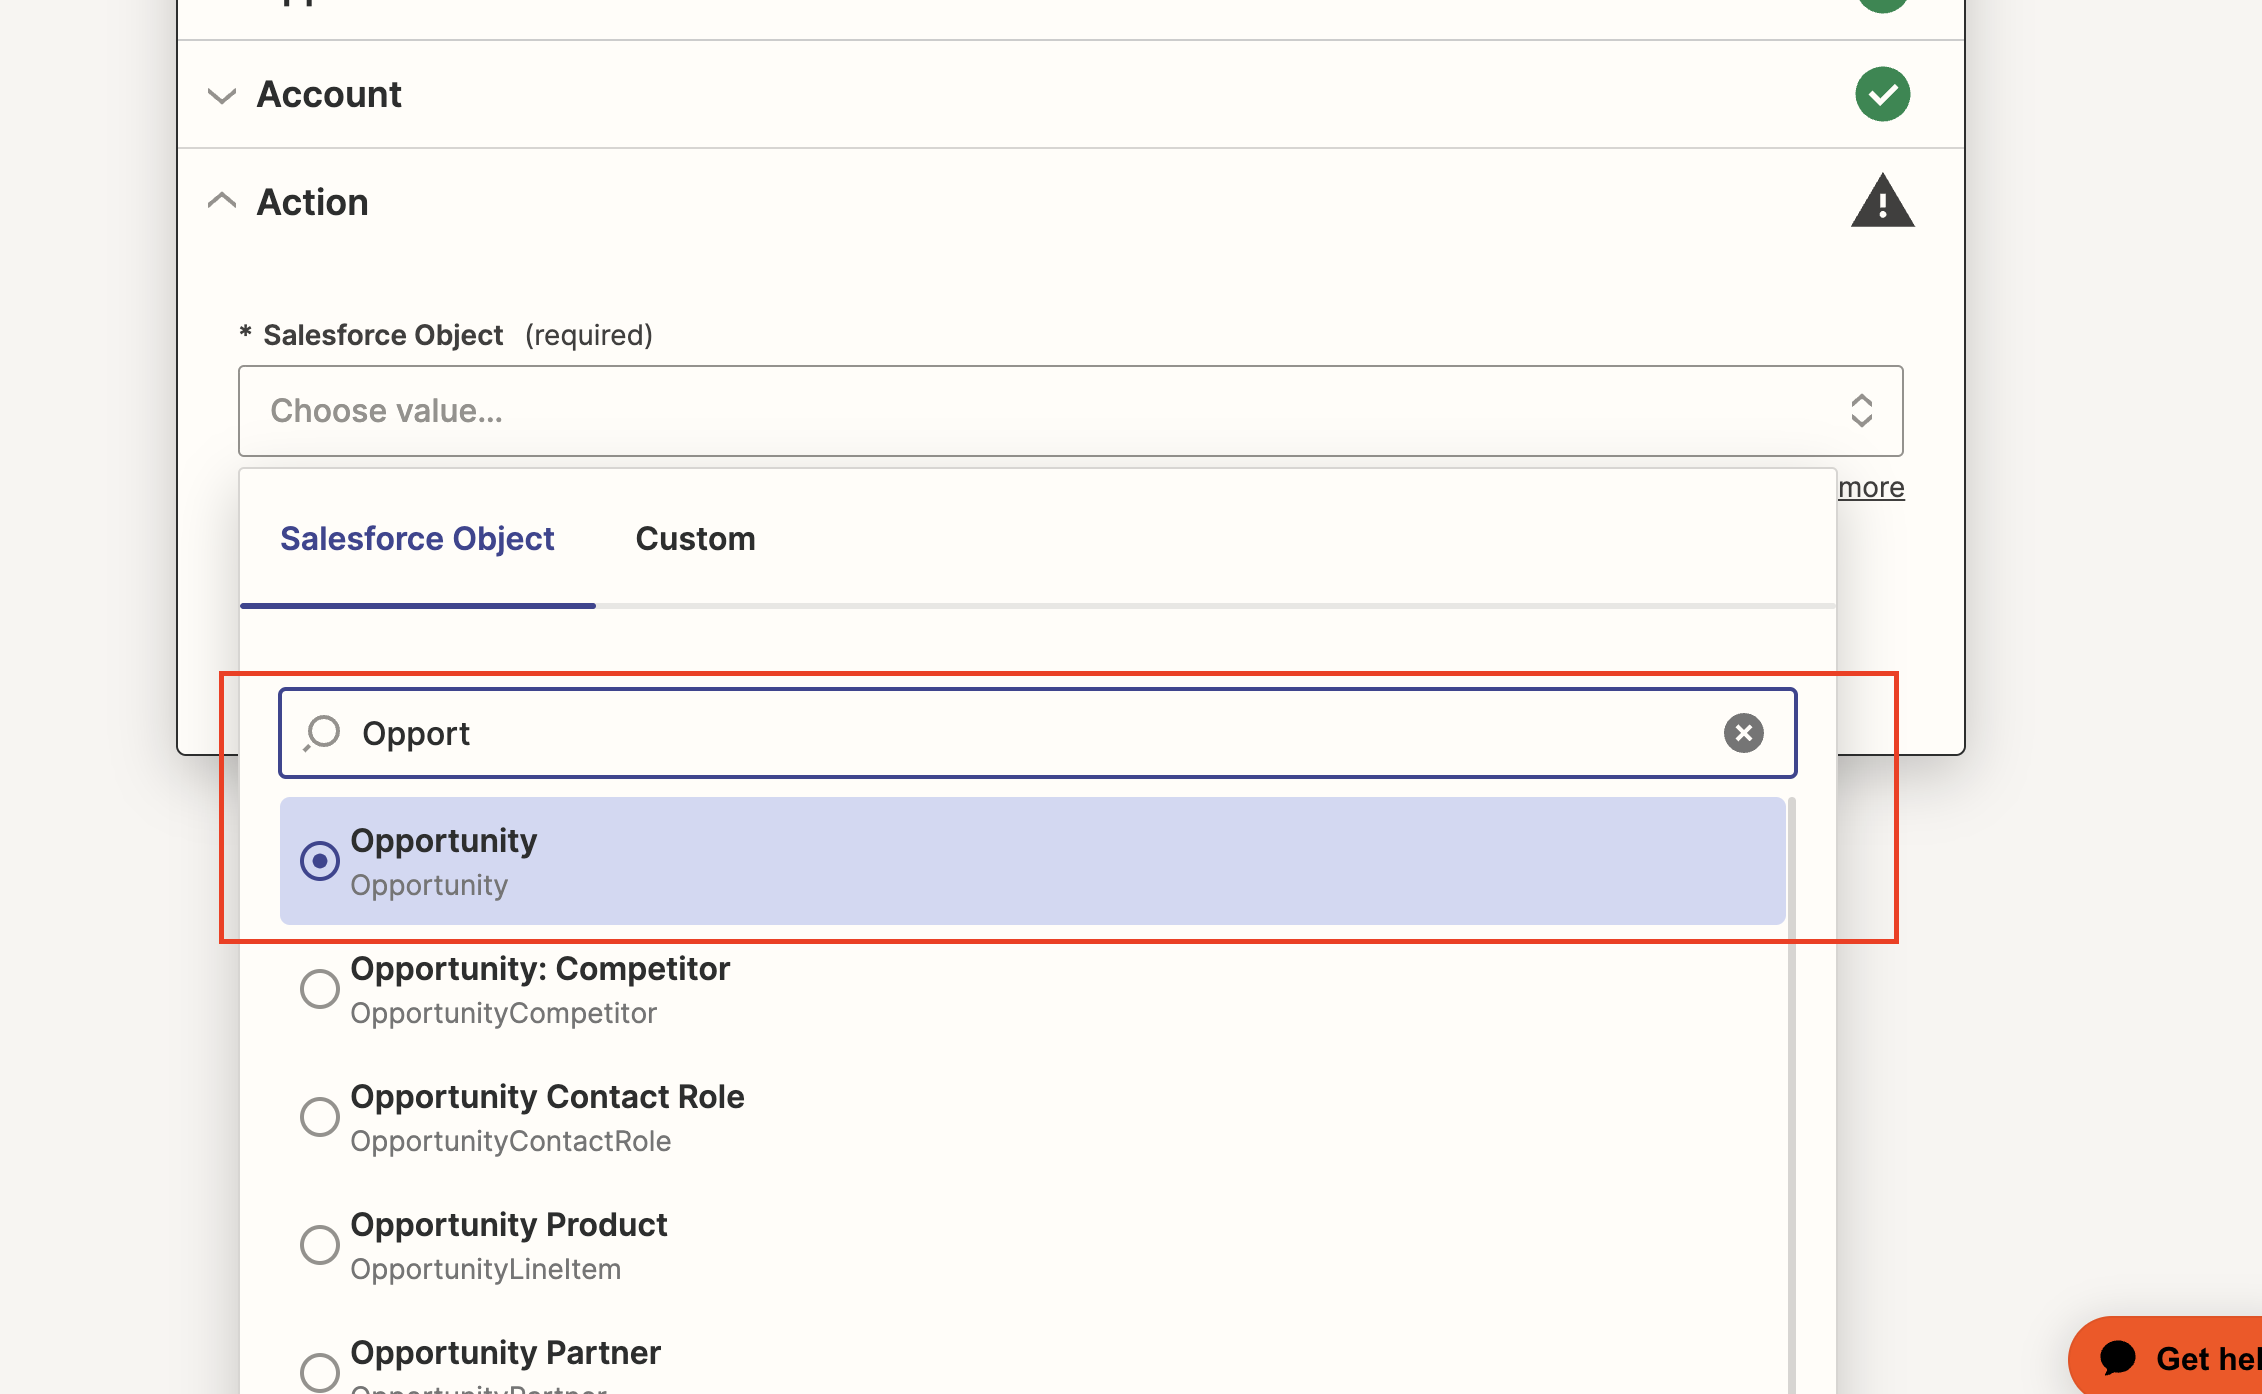 Account
Action
* Salesforce Object (required)
Choose value...
more
Salesforce Object
Custom
Opport
Opportunity
Opportunity
Opportunity: Competitor
OpportunityCompetitor
Opportunity Contact Role
OpportunityContactRole
Opportunity Product
OpportunityLineItem
Opportunity Partner
OpportunityPartner
Get hel